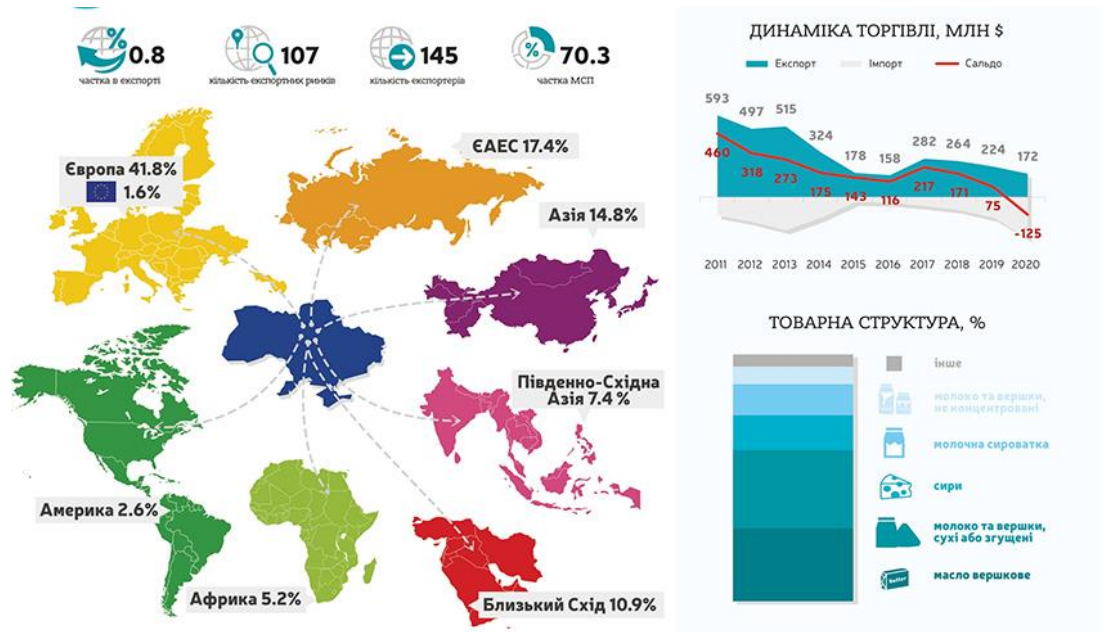 0.8
частка в експорті
107
кількість експортних ринків
145
кількість експортерів
%
70.3
частка МСП
Європа 41.8%
1.6%
ЄАЕС 17.4%
Азія 14.8%
Південно-Східна
Азія 7.4 %
Америка 2.6%
Африка 5.2%
Близький Схід 10.9%
ДИНАМІКА ТОРГІВЛІ, МЛН $
Експорт Імпорт Сальдо
593 497 515 324 178 158 282 264 224 172
460 318 273 175 143 116 217 171 75 -125
2011 2012 2013 2014 2015 2016 2017 2018 2019 2020
ТОВАРНА СТРУКТУРА, %
інше
молоко та вершки,
не концентровані
молочна сироватка
сири
молоко та вершки,
сухі або згущені
butter
масло вершкове